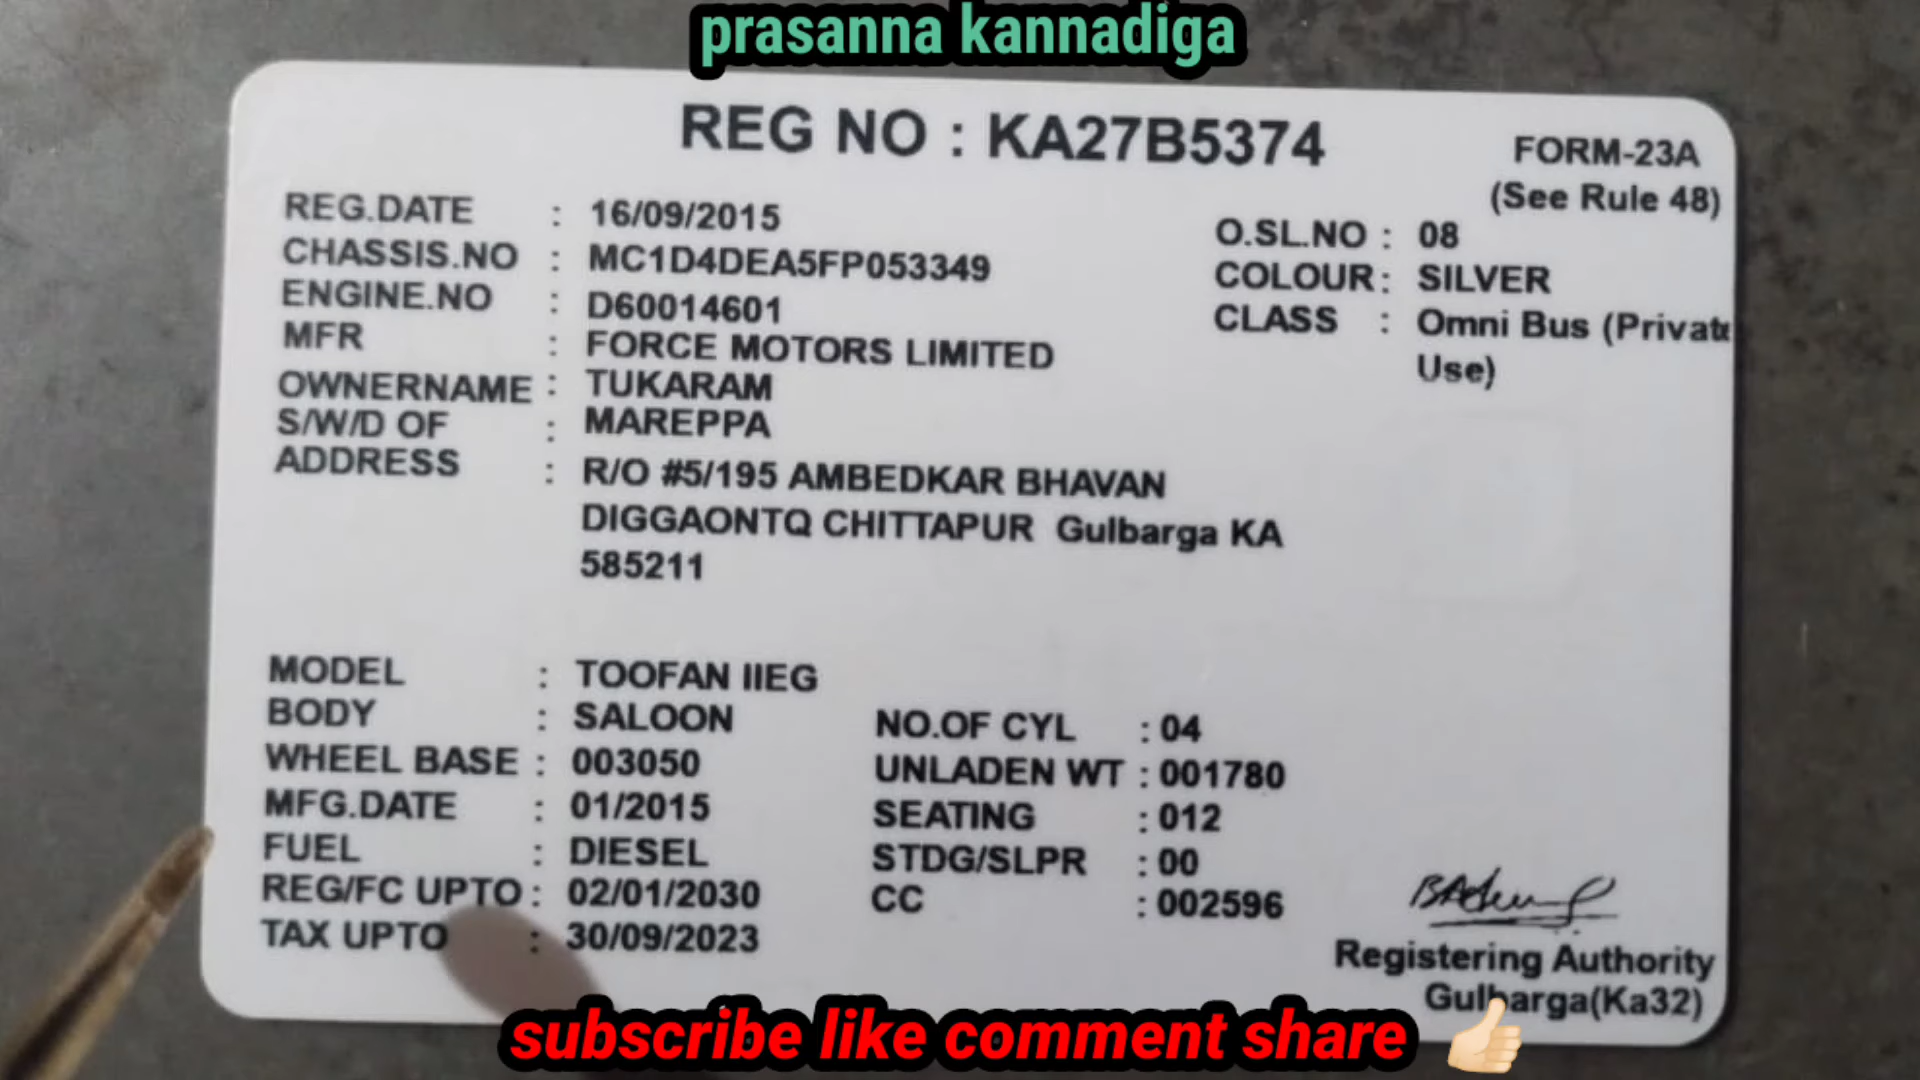 prasanna kannadiga
REG NO : KA27B5374
FORM-23A
(See Rule 48)
REG.DATE : 16/09/2015
CHASSIS.NO : MC1D4DEA5FP053349
ENGINE.NO : D60014601
MFR : FORCE MOTORS LIMITED
OWNERNAME : TUKARAM
S/W/D OF : MAREPPA
ADDRESS : R/O #5/195 AMBEDKAR BHAVAN
DIGGAONTQ CHITTAPUR Gulbarga KA
585211
O.SL.NO : 08
COLOUR : SILVER
CLASS : Omni Bus (Private
Use)
MODEL : TOOFAN IIEG
BODY : SALOON
WHEEL BASE : 003050
MFG.DATE : 01/2015
FUEL : DIESEL
REG/FC UPTO : 02/01/2030
TAX UPTO : 30/09/2023
NO.OF CYL : 04
UNLADEN WT : 001780
SEATING : 012
STDG/SLPR : 00
CC : 002596
Registering Authority
Gulbarga(Ka32)
subscribe like comment share 👍🏻